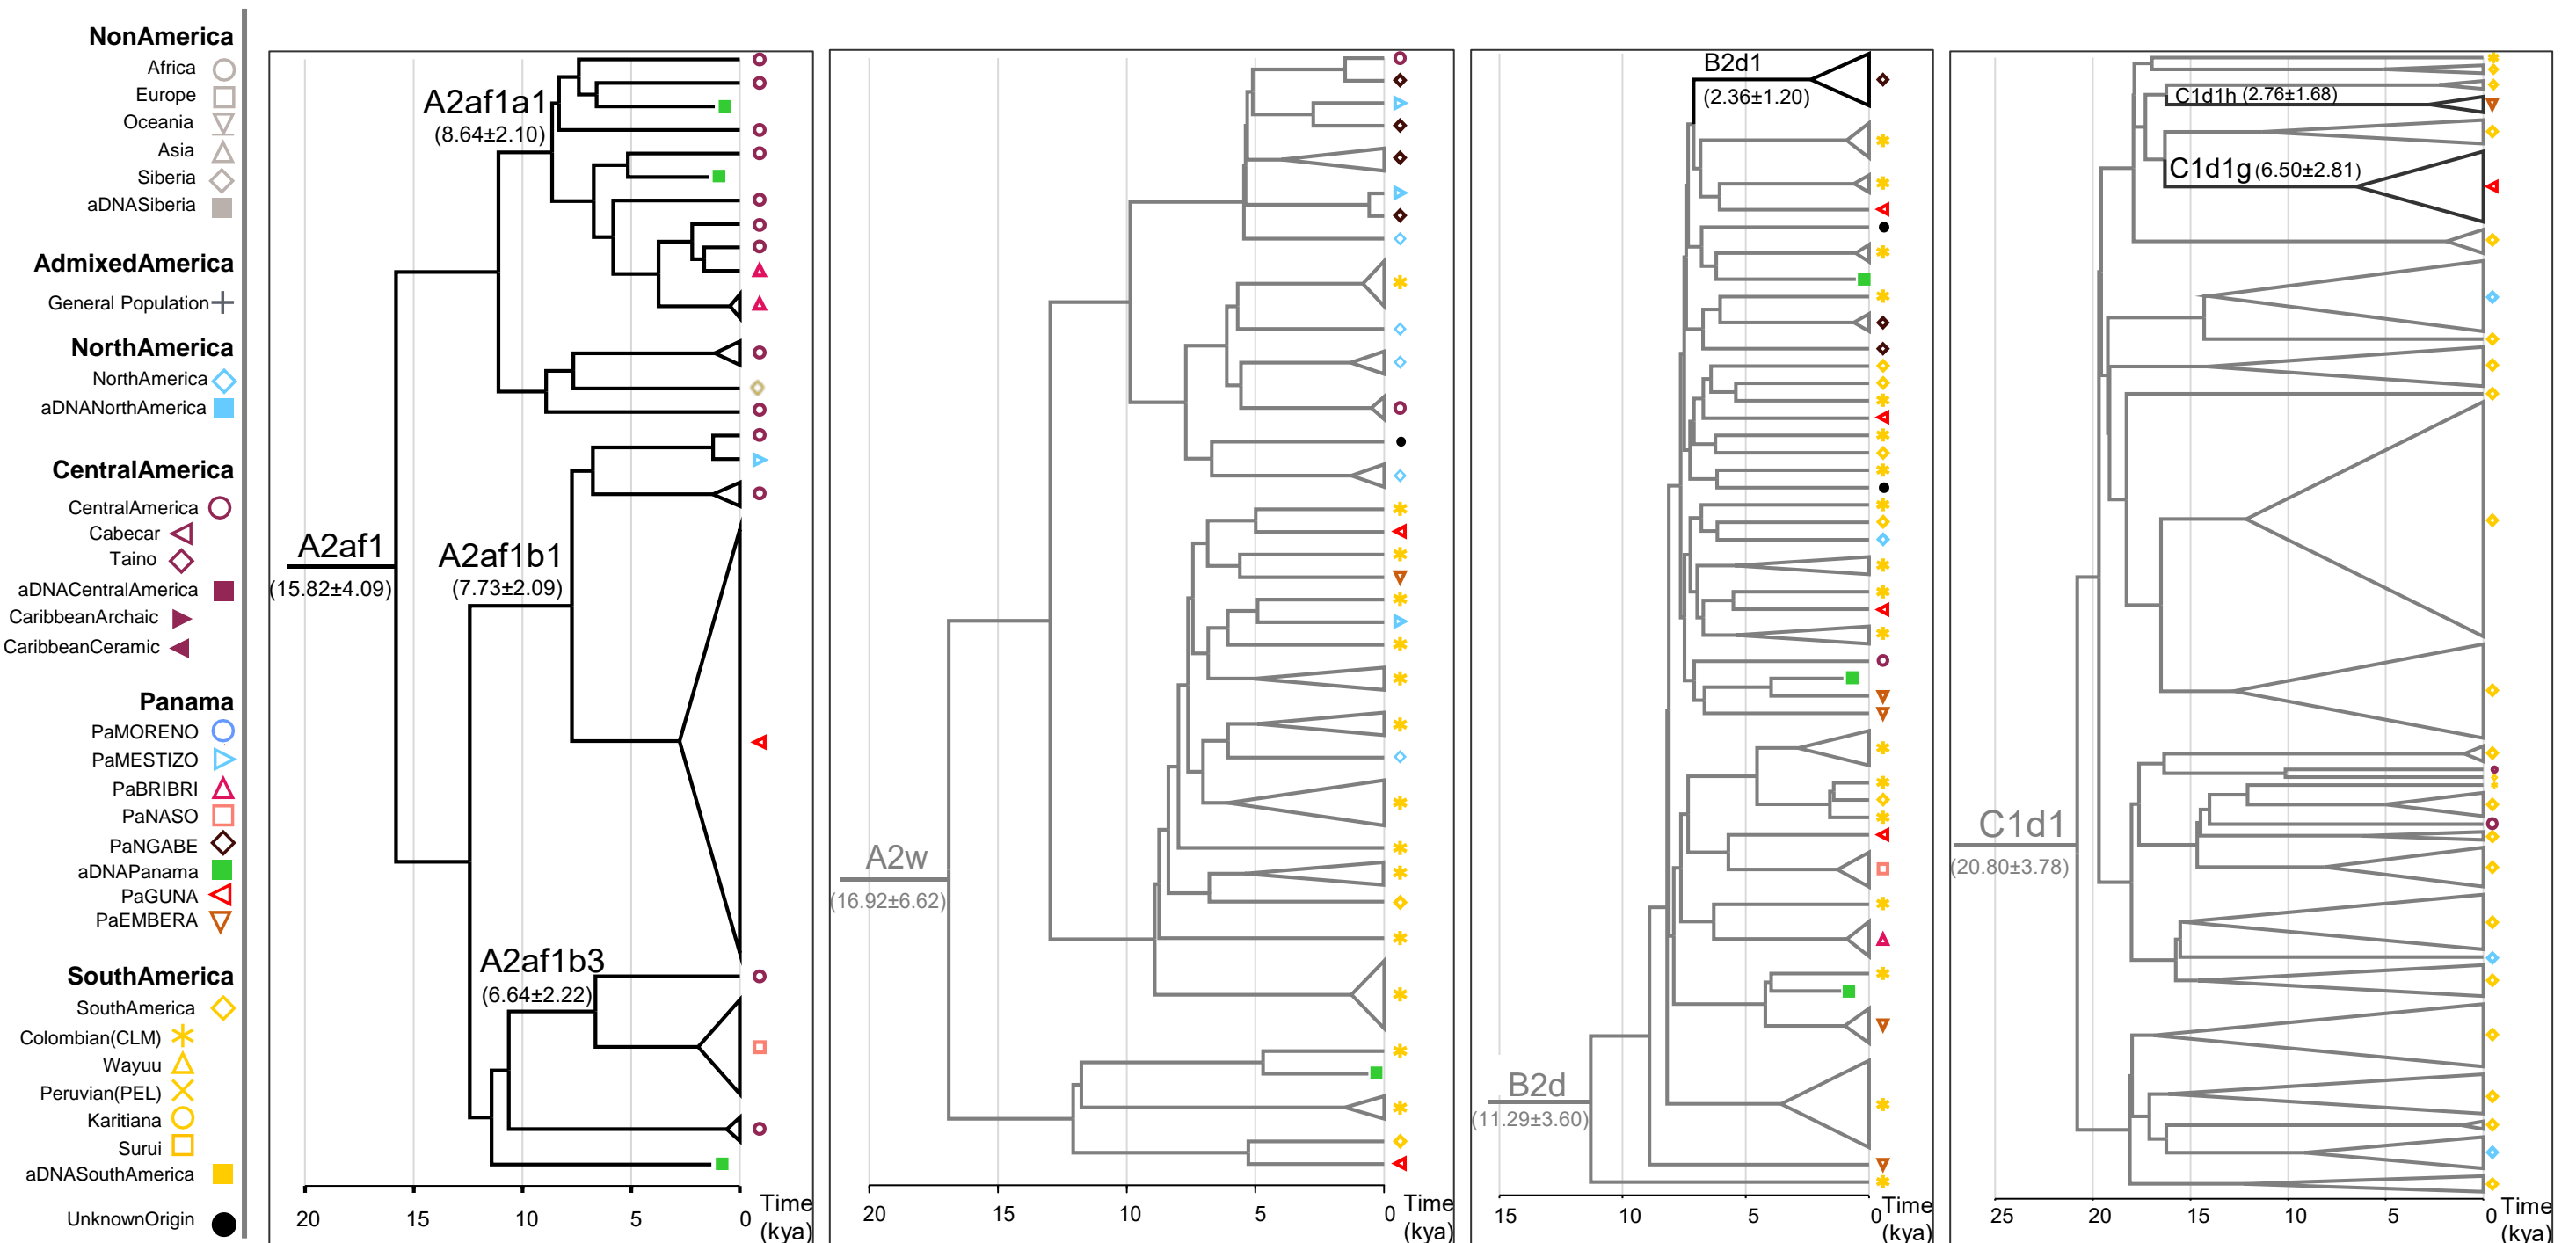 NonAmerica
Africa
Europe
Oceania
Asia
Siberia
aDNASiberia
AdmixedAmerica
General Population
NorthAmerica
NorthAmerica
aDNANorthAmerica
CentralAmerica
CentralAmerica
Cabecar
Taino
aDNACentralAmerica
CaribbeanArchaic
CaribbeanCeramic
Panama
PaMORENO
PaMESTIZO
PaBRIBRI
PaNASO
PaNGABE
aDNAPanama
PaGUNA
PaEMBERA
SouthAmerica
SouthAmerica
Colombian(CLM)
Wayuu
Peruvian(PEL)
Karitiana
Surui
aDNASouthAmerica
UnknownOrigin
A2af1a1
(8.64±2.10)
A2af1
(15.82±4.09)
A2af1b1
(7.73±2.09)
A2af1b3
(6.64±2.22)
20 15 10 5 0 Time
(kya)
A2w
(16.92±6.62)
20 15 10 5 0 Time
(kya)
B2d1
(2.36±1.20)
B2d
(11.29±3.60)
15 10 5 0 Time
(kya)
C1d1h (2.76±1.68)
C1d1g (6.50±2.81)
C1d1
(20.80±3.78)
25 20 15 10 5 0 Time
(kya)